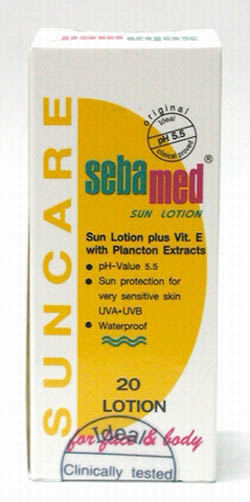 SUNCARE
original
Ideal
pH 5.5
clinical proved
sebamed®
SUN LOTION
Sun Lotion plus Vit. E
with Plancton Extracts
• pH-Value 5.5
• Sun protection for
very sensitive skin
UVA+UVB
• Waterproof
20
LOTION
for face & body
Ideal
Clinically tested